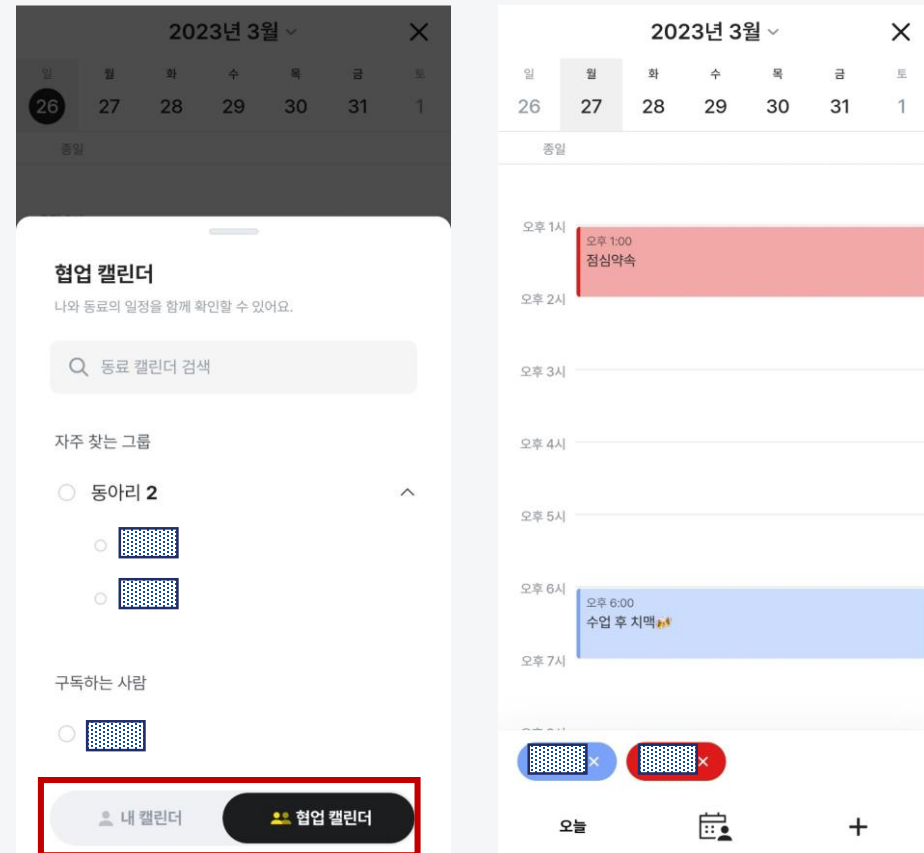 2023년 3월
일 월 화 수 목 금 토
26 27 28 29 30 31 1
종일
협업 캘린더
나와 동료의 일정을 함께 확인할 수 있어요.
동료 캘린더 검색
자주 찾는 그룹
동아리 2
구독하는 사람
내 캘린더
협업 캘린더
2023년 3월
일 월 화 수 목 금 토
26 27 28 29 30 31 1
종일
오후 1시
오후 1:00
점심약속
오후 2시
오후 3시
오후 4시
오후 5시
오후 6시
오후 6:00
수업 후 치맥🍻
오후 7시
오늘